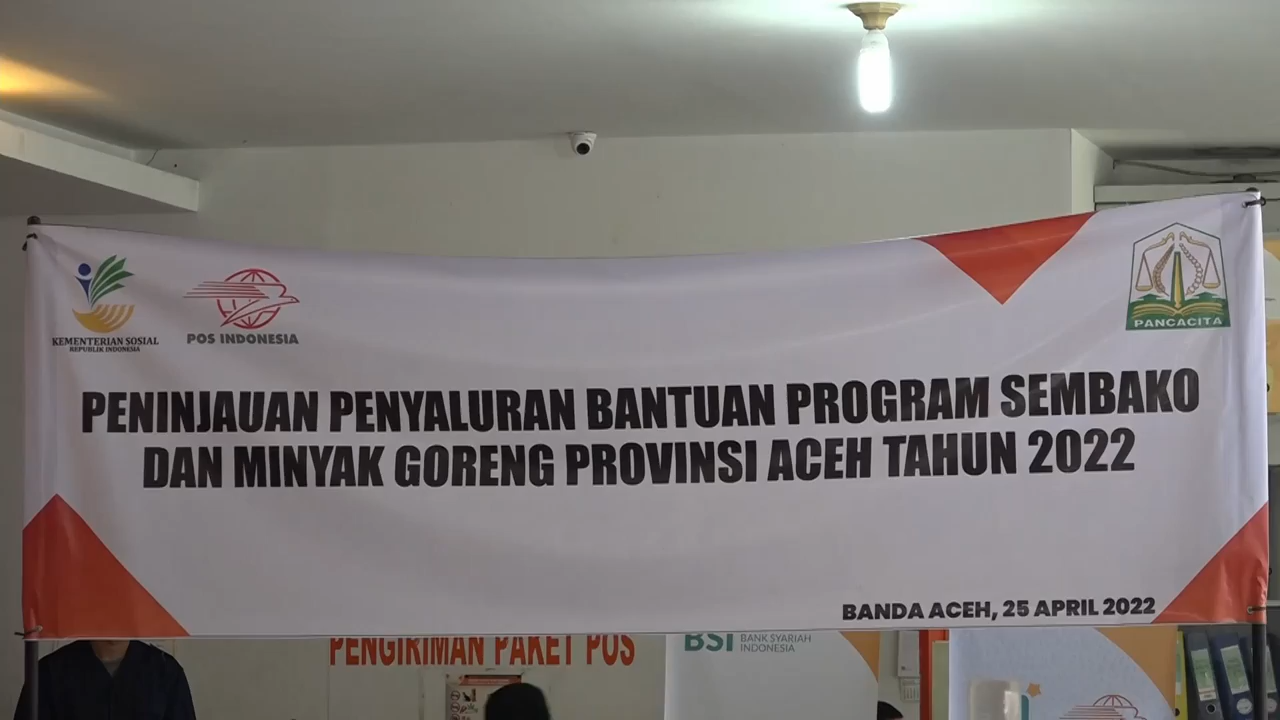 KEMENTERIAN SOSIAL
REPUBLIK INDONESIA
POS INDONESIA
PANCACITA
PENINJAUAN PENYALURAN BANTUAN PROGRAM SEMBAKO
DAN MINYAK GORENG PROVINSI ACEH TAHUN 2022
BANDA ACEH, 25 APRIL 2022
PENGIRIMAN PAKET POS
BSI BANK SYARIAH
INDONESIA